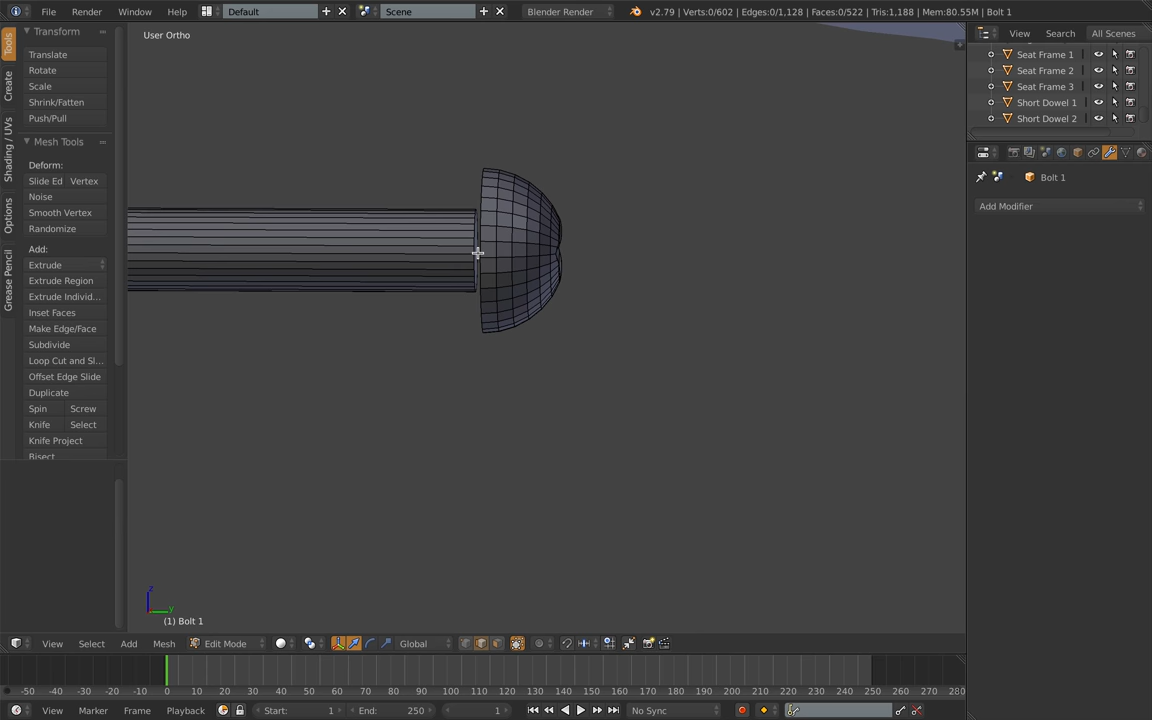 File Render Window Help Default Scene Blender Render v2.79 | Verts:0/602 | Edges:0/1,128 | Faces:0/522 | Tris:1,188 | Mem:80.55M | Bolt 1
Transform
Translate
Rotate
Scale
Shrink/Fatten
Push/Pull
Mesh Tools
Deform:
Slide Ed Vertex
Noise
Smooth Vertex
Randomize
Add:
Extrude
Extrude Region
Extrude Individ...
Inset Faces
Make Edge/Face
Subdivide
Loop Cut and Sl...
Offset Edge Slide
Duplicate
Spin Screw
Knife Select
Knife Project
Bisect
Tools
Create
Shading / UVs
Options
Grease Pencil
User Ortho
z
y
(1) Bolt 1
View Search All Scenes
Seat Frame 1
Seat Frame 2
Seat Frame 3
Short Dowel 1
Short Dowel 2
Bolt 1
Add Modifier
View Select Add Mesh Edit Mode Global
-50 -40 -30 -20 -10 0 10 20 30 40 50 60 70 80 90 100 110 120 130 140 150 160 170 180 190 200 210 220 230 240 250 260 270 280
View Marker Frame Playback Start: 1 End: 250 1 No Sync